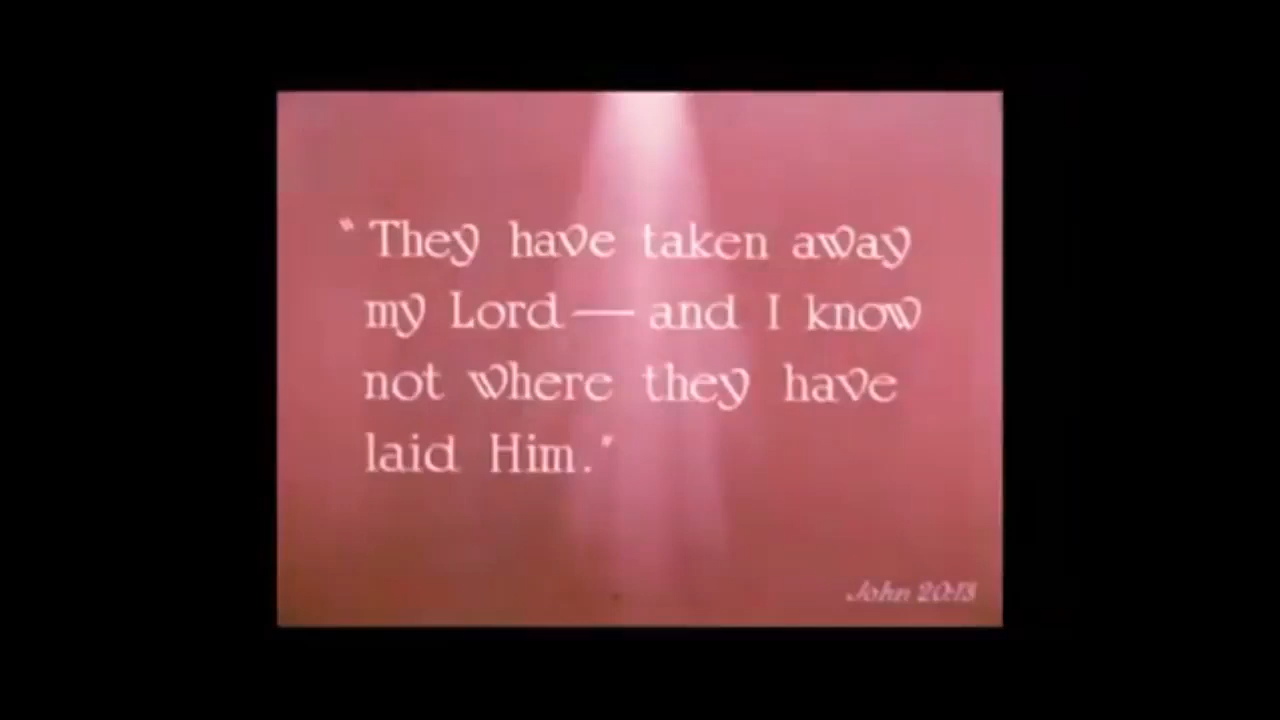 "They have taken away
my Lord — and I know
not where they have
laid Him."
John 20:13